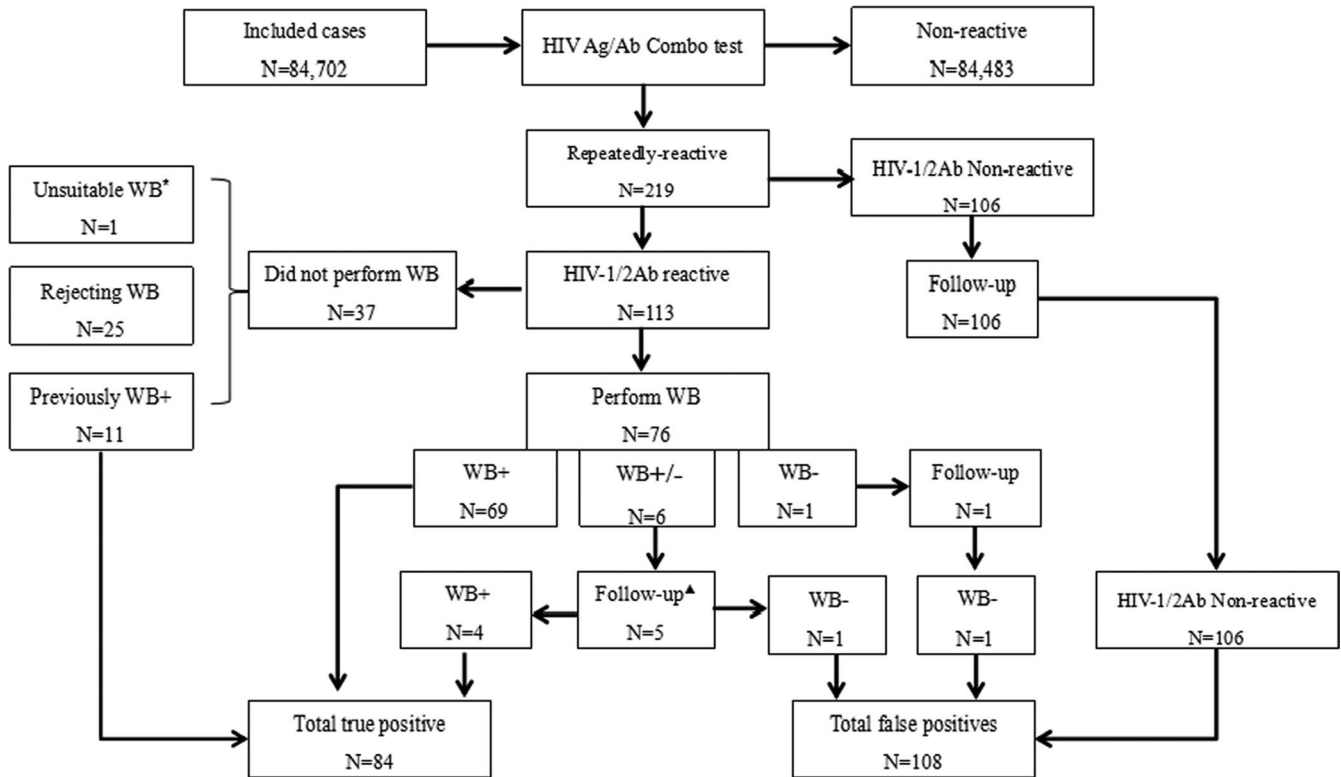 Included cases
N=84,702
HIV Ag/Ab Combo test
Non-reactive
N=84,483
Repeatedly-reactive
N=219
HIV-1/2Ab Non-reactive
N=106
Unsuitable WB*
N=1
Rejecting WB
N=25
Previously WB+
N=11
Did not perform WB
N=37
HIV-1/2Ab reactive
N=113
Follow-up
N=106
Perform WB
N=76
WB+
N=69
WB+/-
N=6
WB-
N=1
Follow-up
N=1
WB+
N=4
Follow-up▲
N=5
WB-
N=1
WB-
N=1
HIV-1/2Ab Non-reactive
N=106
Total true positive
N=84
Total false positives
N=108